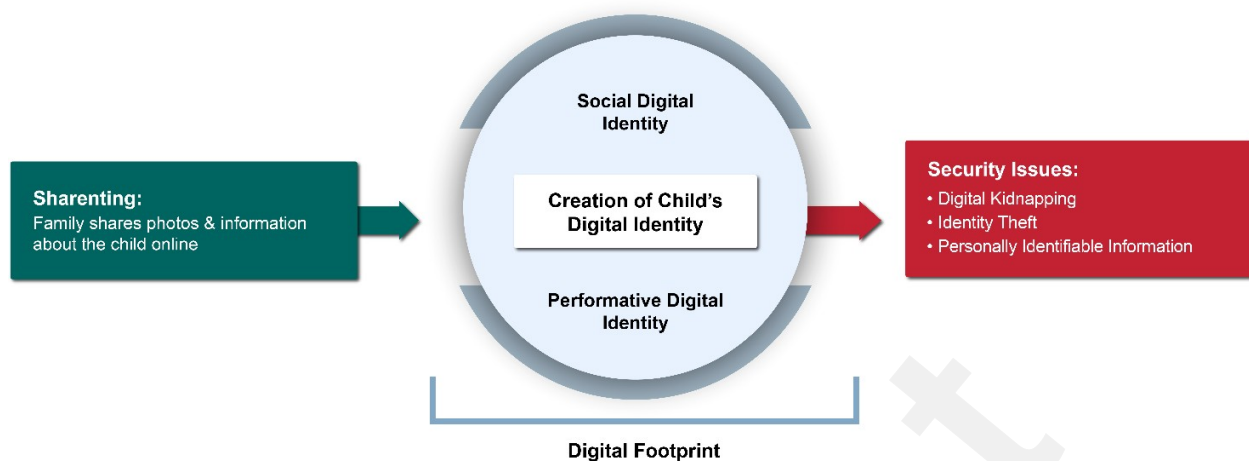 Sharenting:
Family shares photos & information
about the child online
Social Digital
Identity
Creation of Child's
Digital Identity
Performative Digital
Identity
Digital Footprint
Security Issues:
• Digital Kidnapping
• Identity Theft
• Personally Identifiable Information
t